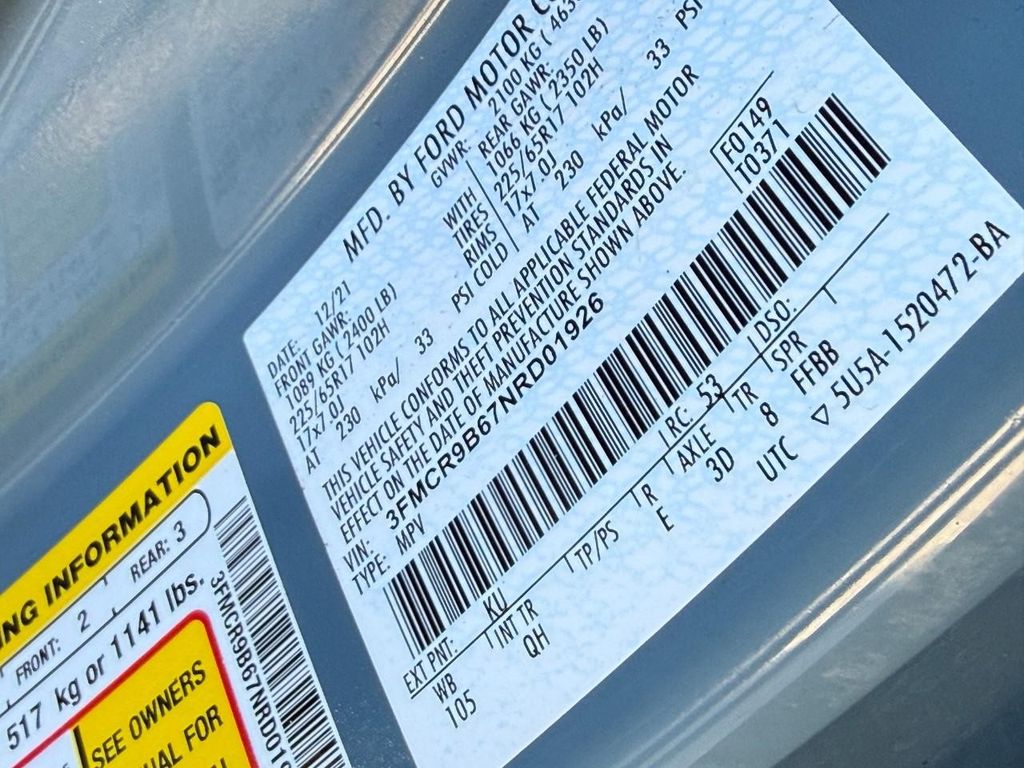 MFD. BY FORD MOTOR
DATE: 12/21
GVWR: 2100 KG
FRONT GAWR:
1089 KG ( 2400 LB)
225/65R17 102H
17x7.0J
AT 230 kPa/ 33 PSI COLD
WITH
TIRES
RIMS
REAR GAWR:
1066 KG ( 2350 LB)
225/65R17 102H
17x7.0J
AT 230 kPa/ 33
THIS VEHICLE CONFORMS TO ALL APPLICABLE FEDERAL MOTOR
VEHICLE SAFETY AND THEFT PREVENTION STANDARDS IN
EFFECT ON THE DATE OF MANUFACTURE SHOWN ABOVE.
VIN: 3FMCR9B67NRD01926
TYPE: MPV
F0149
T0371
EXT PNT: KU RC: 53 DSO:
WB INT TR TP/PS R AXLE TR SPR
105 QH E 3D 8 FFBB
UTC
▽ 5U5A-1520472-BA
INFORMATION
FRONT: 2 REAR: 3
517 kg or 1141 lbs.
SEE OWNERS
FOR